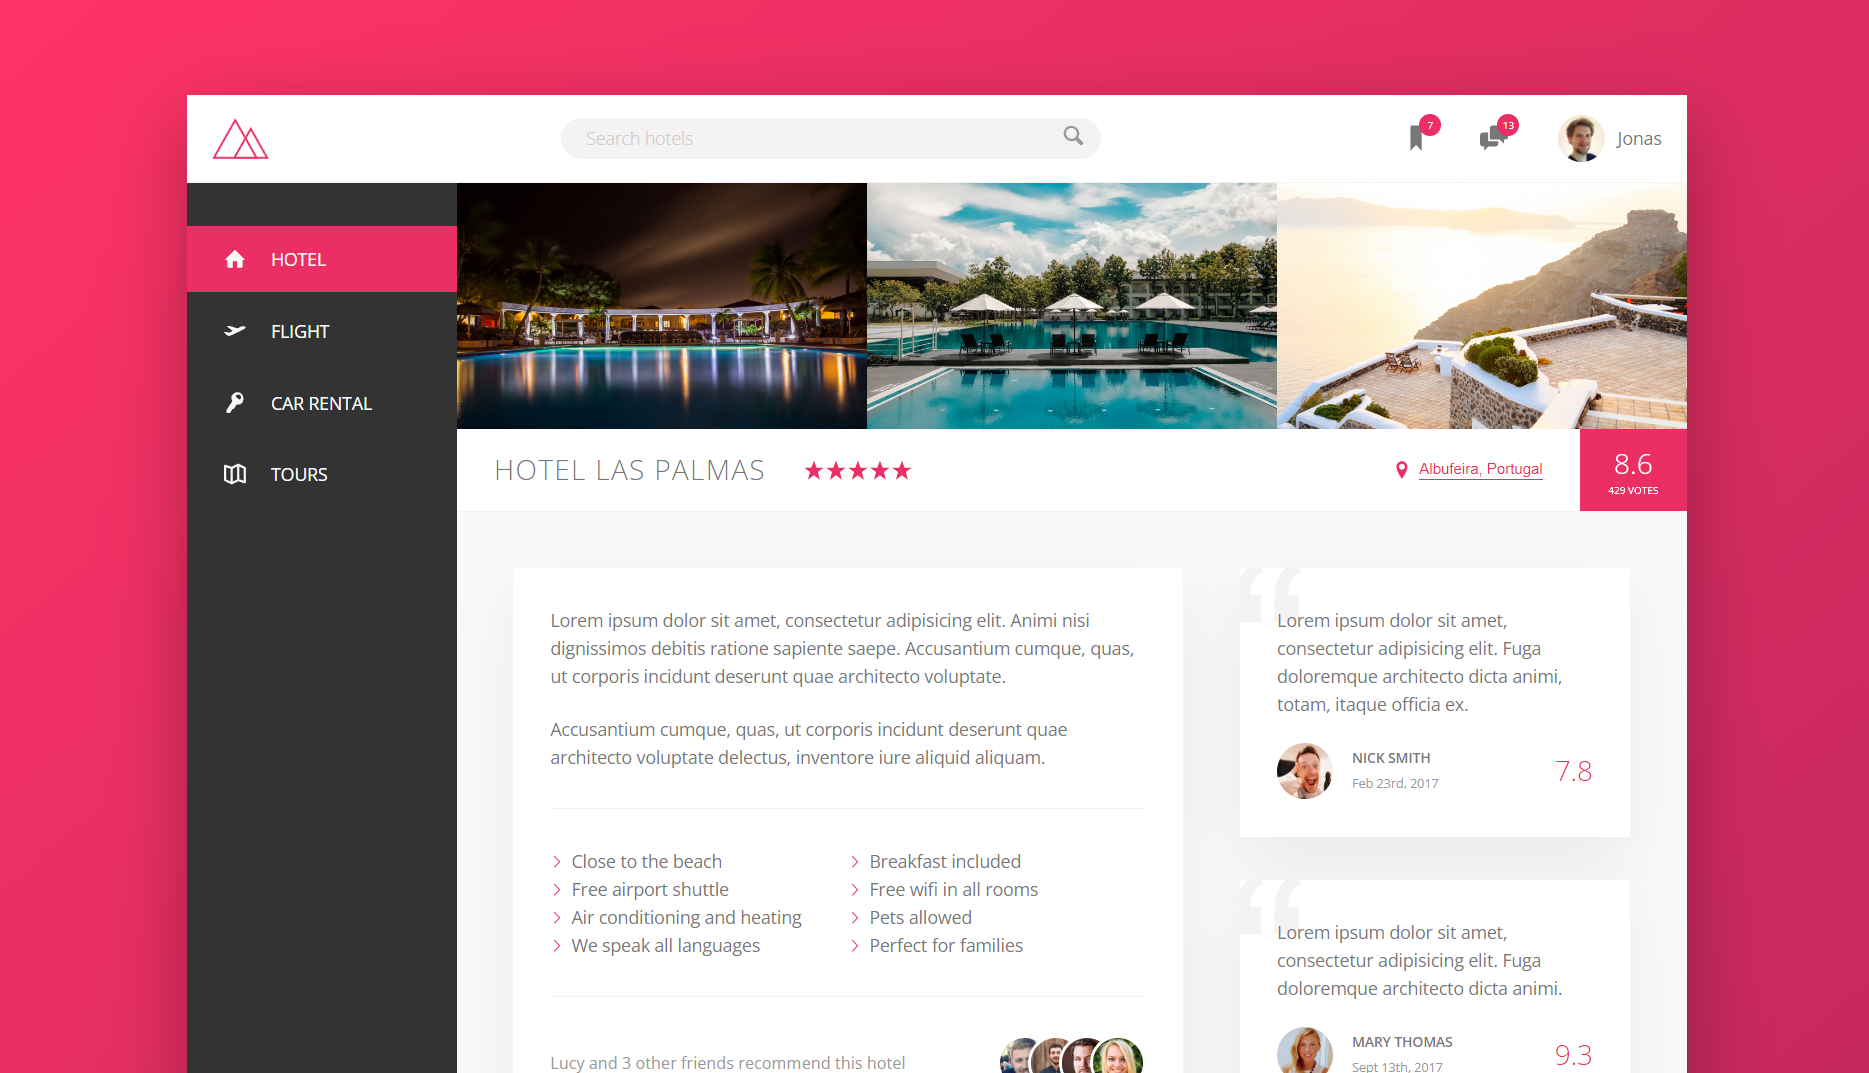 Search hotels
7
13
Jonas
HOTEL
FLIGHT
CAR RENTAL
TOURS
HOTEL LAS PALMAS
Albufeira, Portugal
8.6
429 VOTES
Lorem ipsum dolor sit amet, consectetur adipisicing elit. Animi nisi
dignissimos debitis ratione sapiente saepe. Accusantium cumque, quas,
ut corporis incidunt deserunt quae architecto voluptate.
Accusantium cumque, quas, ut corporis incidunt deserunt quae
architecto voluptate delectus, inventore iure aliquid aliquam.
Close to the beach
Free airport shuttle
Air conditioning and heating
We speak all languages
Breakfast included
Free wifi in all rooms
Pets allowed
Perfect for families
Lucy and 3 other friends recommend this hotel
“
Lorem ipsum dolor sit amet,
consectetur adipisicing elit. Fuga
doloremque architecto dicta animi,
totam, itaque officia ex.
NICK SMITH
Feb 23rd, 2017
7.8
“
Lorem ipsum dolor sit amet,
consectetur adipisicing elit. Fuga
doloremque architecto dicta animi.
MARY THOMAS
Sept 13th, 2017
9.3